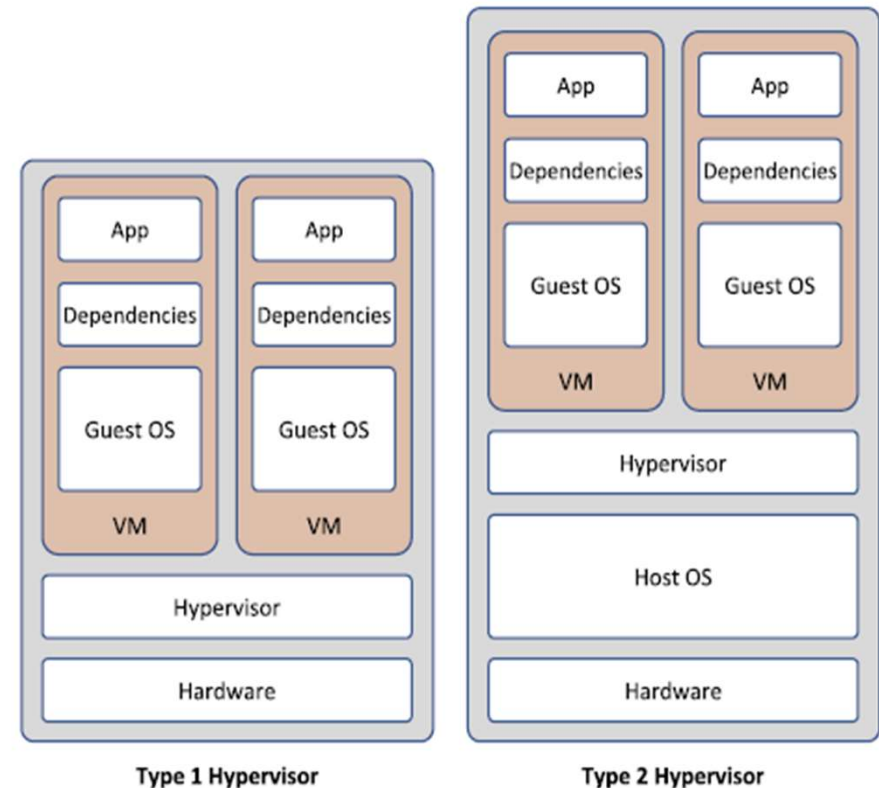 App
App
Dependencies
Dependencies
Guest OS
Guest OS
VM
VM
Hypervisor
Hardware
Type 1 Hypervisor
App
App
Dependencies
Dependencies
Guest OS
Guest OS
VM
VM
Hypervisor
Host OS
Hardware
Type 2 Hypervisor